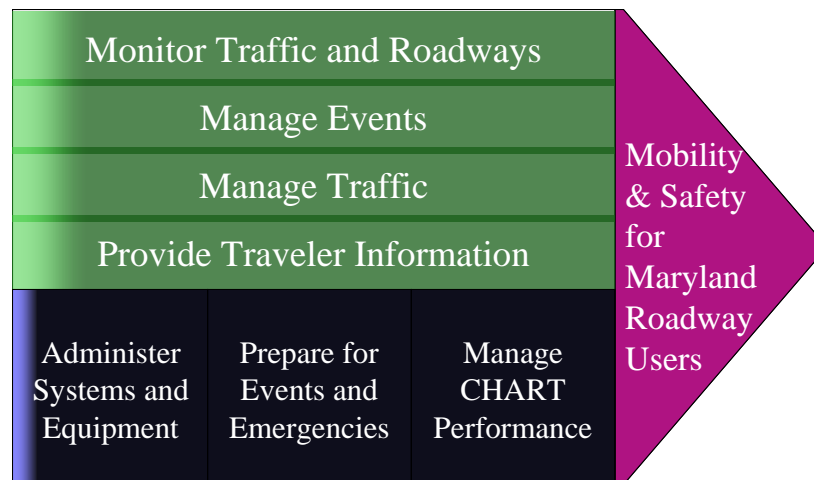 Monitor Traffic and Roadways
Manage Events
Manage Traffic
Provide Traveler Information
Administer
Systems and
Equipment
Prepare for
Events and
Emergencies
Manage
CHART
Performance
Mobility
& Safety
for
Maryland
Roadway
Users